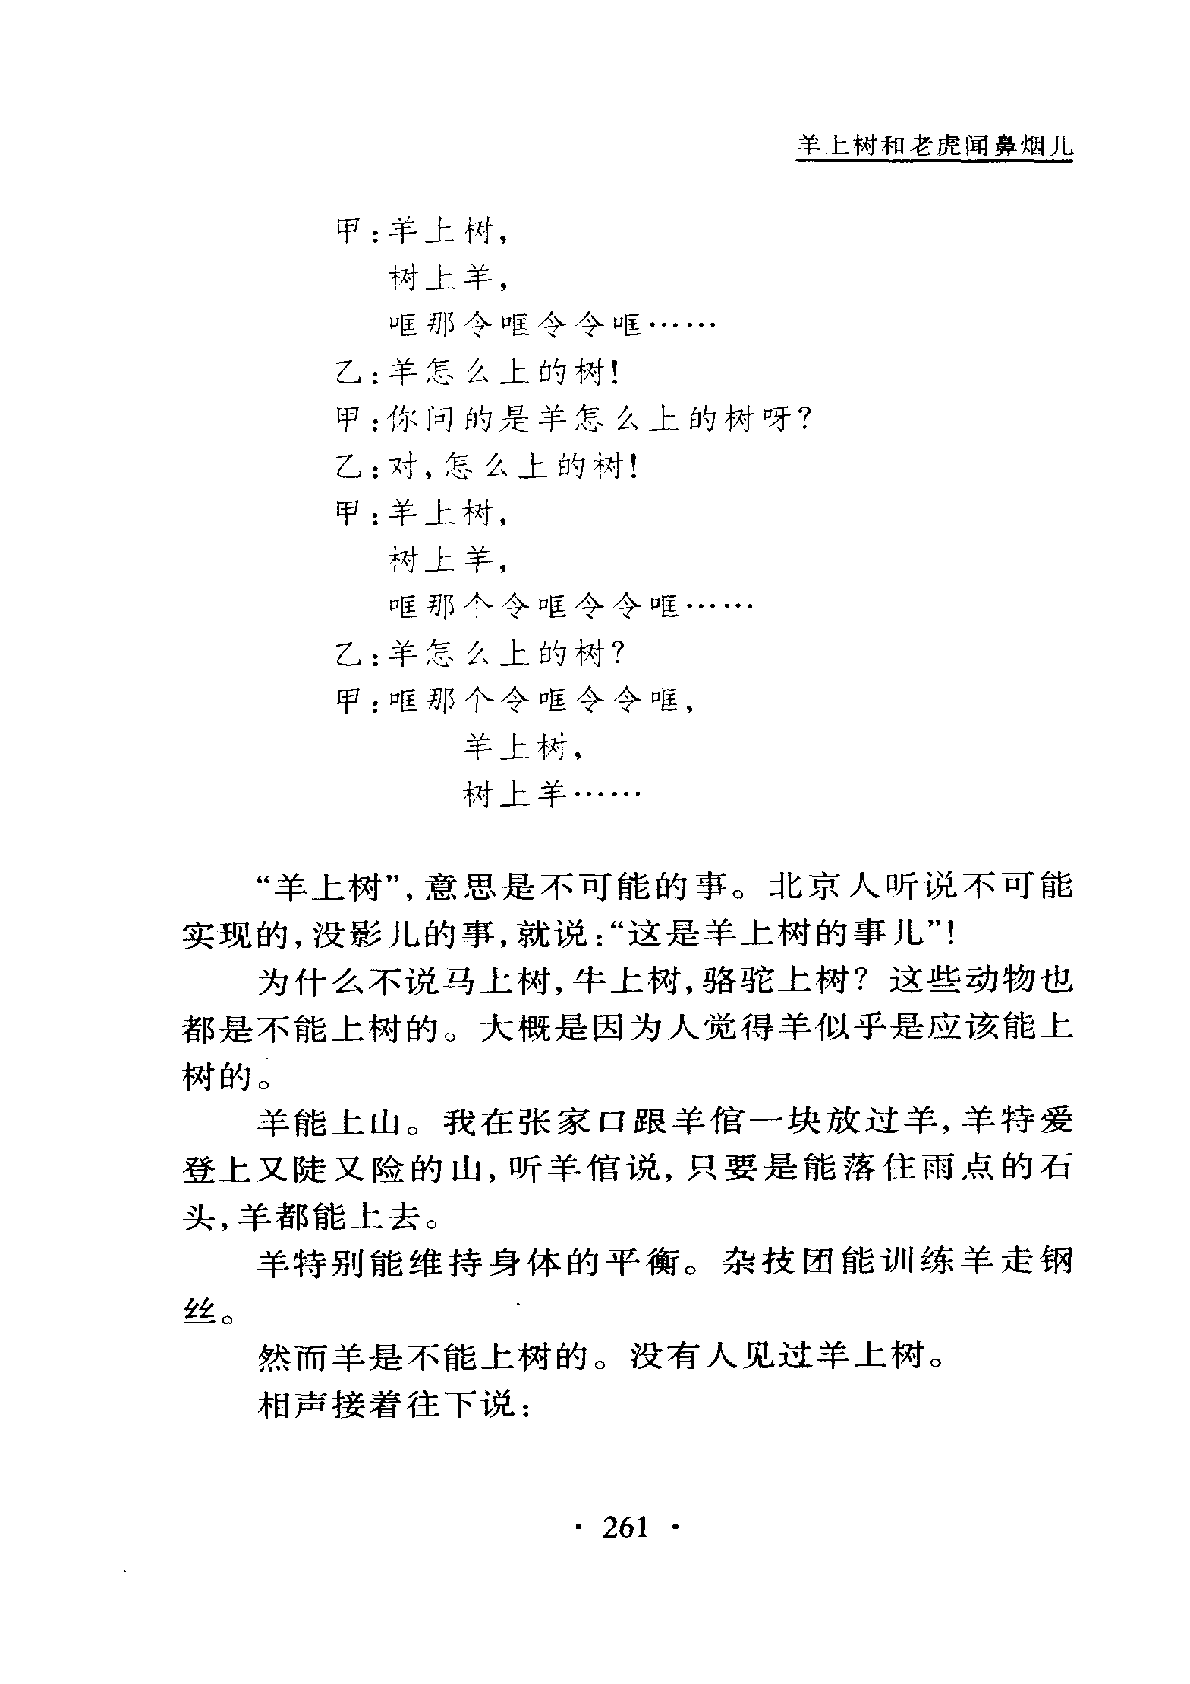 羊上树和老虎闻鼻烟儿
甲:羊上树,
树上羊,
哐那令哐令令哐……
乙:羊怎么上的树!
甲:你问的是羊怎么上的树呀?
乙:对,怎么上的树!
甲:羊上树,
树上羊,
哐那个令哐令令哐……
乙:羊怎么上的树?
甲:哐那个令哐令令哐,
羊上树,
树上羊……
“羊上树”,意思是不可能的事。北京人听说不可能
实现的,没影儿的事,就说:“这是羊上树的事儿”!
为什么不说马上树,牛上树,骆驼上树? 这些动物也
都是不能上树的。大概是因为人觉得羊似乎是应该能上
树的。
羊能上山。我在张家口跟羊倌一块放过羊,羊特爱
登上又陡又险的山,听羊倌说,只要是能落住雨点的石
头,羊都能上去。
羊特别能维持身体的平衡。杂技团能训练羊走钢
丝。
然而羊是不能上树的。没有人见过羊上树。
相声接着往下说:
· 261 ·